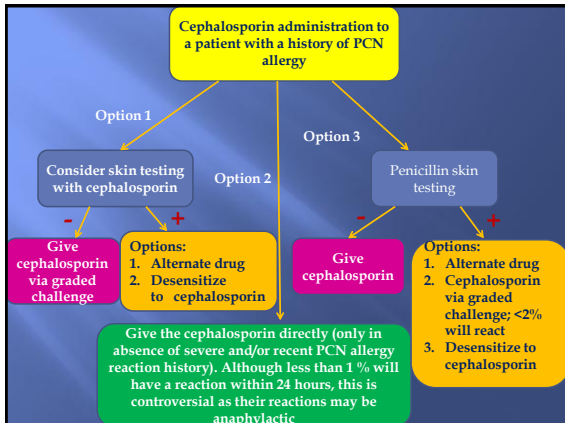 Cephalosporin administration to
a patient with a history of PCN
allergy
Option 1
Option 3
Option 2
Consider skin testing
with cephalosporin
Penicillin skin
testing
-
+
-
+
Give
cephalosporin
via graded
challenge
Options:
1. Alternate drug
2. Desensitize
to cephalosporin
Give
cephalosporin
Options:
1. Alternate drug
2. Cephalosporin
via graded
challenge; <2%
will react
3. Desensitize to
cephalosporin
Give the cephalosporin directly (only in
absence of severe and/or recent PCN allergy
reaction history). Although less than 1 % will
have a reaction within 24 hours, this is
controversial as their reactions may be
anaphylactic